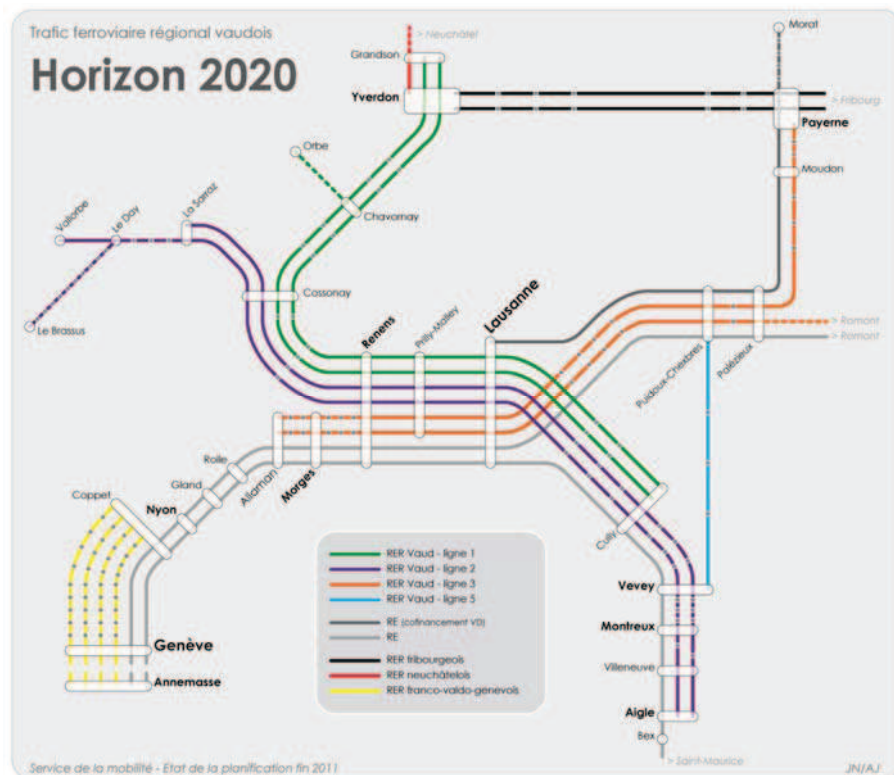 Trafic ferroviaire régional vaudois
Horizon 2020
> Neuchâtel
Grandson
Yverdon
Morat
> Fribourg
Payerne
Moudon
Orbe
Chavornay
Vallorbe
Le Day
La Sarraz
Le Brassus
Cossonay
Renens
Prilly-Malley
Lausanne
Puidoux-Chexbres
Palézieux
> Romont
> Romont
Coppet
Nyon
Gland
Rolle
Allaman
Morges
Cully
Genève
Annemasse
Vevey
Montreux
Villeneuve
Aigle
Bex
> Saint-Maurice
RER Vaud - ligne 1
RER Vaud - ligne 2
RER Vaud - ligne 3
RER Vaud - ligne 5
RE (cofinancement VD)
RE
RER fribourgeois
RER neuchâtelois
RER franco-valdo-genevois
Service de la mobilité - Etat de la planification fin 2011
JN/AJ